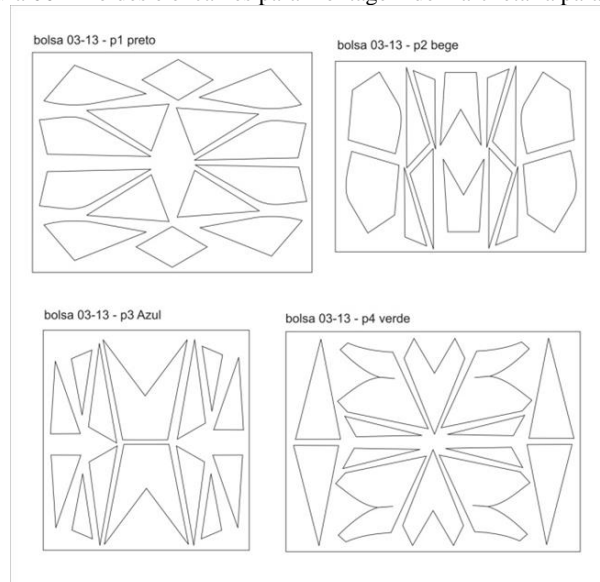 bolsa 03-13 - p1 preto
bolsa 03-13 - p2 bege
bolsa 03-13 - p3 Azul
bolsa 03-13 - p4 verde